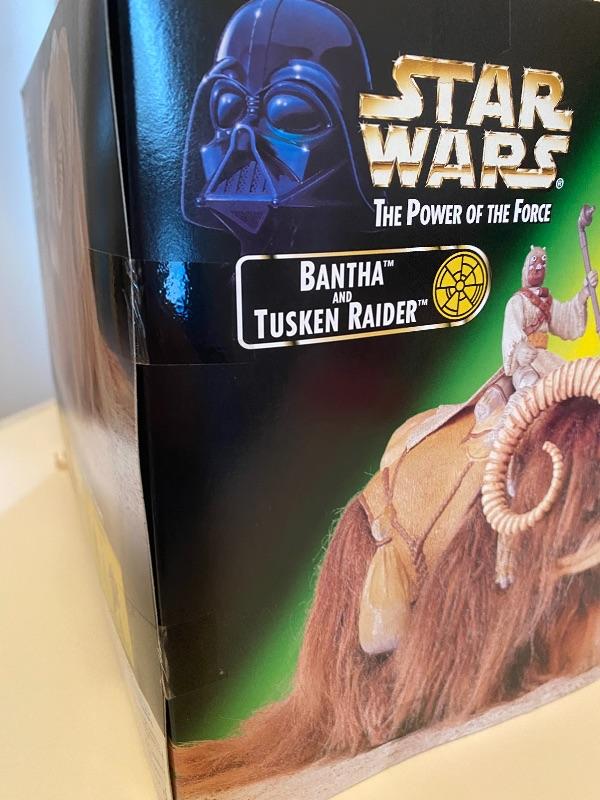 STAR
WARS®
THE POWER OF THE FORCE
BANTHA™
AND
TUSKEN RAIDER™